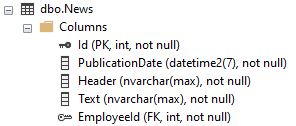 dbo.News
Columns
Id (PK, int, not null)
PublicationDate (datetime2(7), not null)
Header (nvarchar(max), not null)
Text (nvarchar(max), not null)
EmployeeId (FK, int, not null)